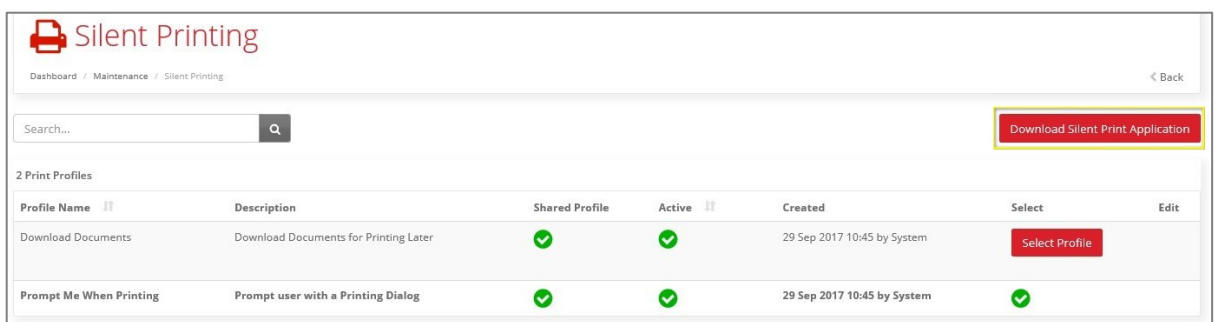 Silent Printing
Dashboard / Maintenance / Silent Printing
< Back
Search...
Download Silent Print Application
2 Print Profiles
Profile Name Description Shared Profile Active Created Select Edit
Download Documents Download Documents for Printing Later 29 Sep 2017 10:45 by System Select Profile
Prompt Me When Printing Prompt user with a Printing Dialog 29 Sep 2017 10:45 by System